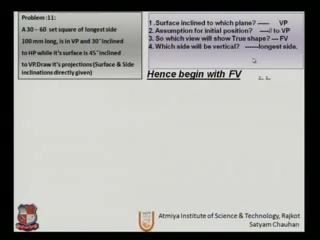 Problem :11:
A 30 – 60 set square of longest side
100 mm long, is in VP and 30° inclined
to HP while it's surface is 45° inclined
to VP.Draw it's projections(Surface & Side
inclinations directly given)
1 .Surface inclined to which plane? ------ VP
2. Assumption for initial position? -----// to VP
3. So which view will show True shape? --- FV
4. Which side will be vertical? -------longest side.
Hence begin with FV
Atmiya Institute of Science & Technology, Rajkot
Satyam Chauhan